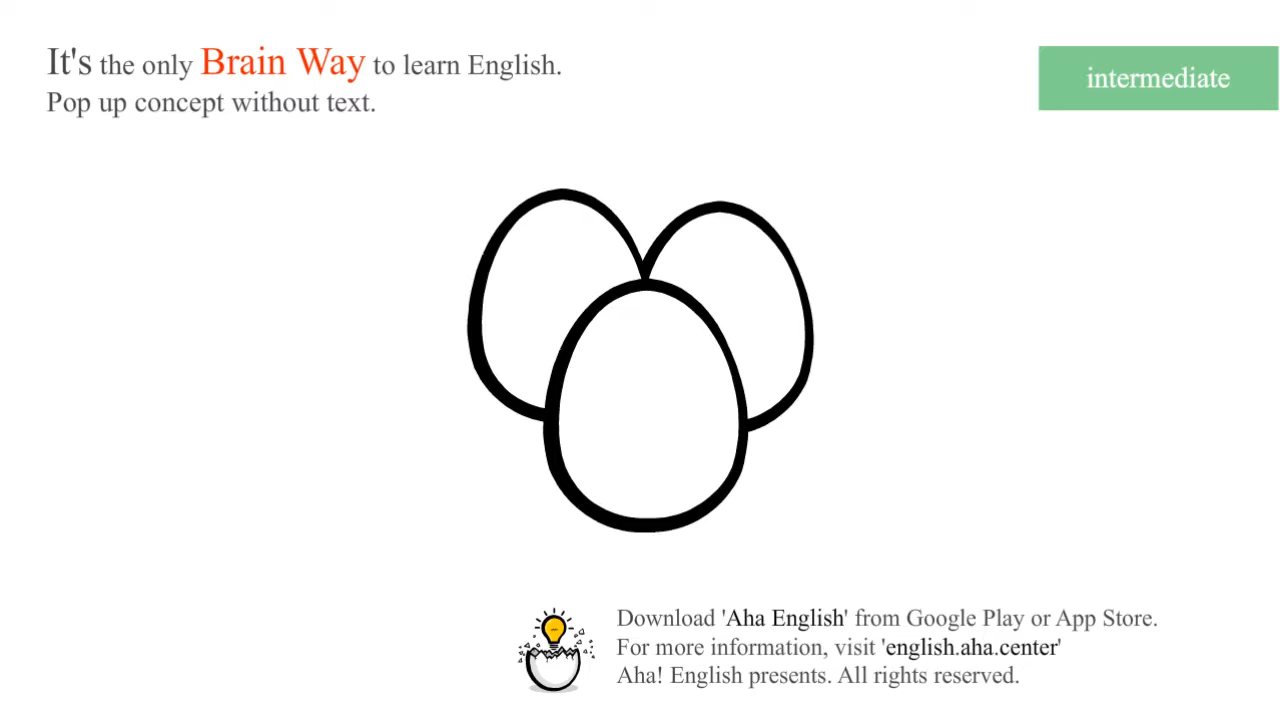 It's the only Brain Way to learn English.
Pop up concept without text.
intermediate
Download 'Aha English' from Google Play or App Store.
For more information, visit 'english.aha.center'
Aha! English presents. All rights reserved.